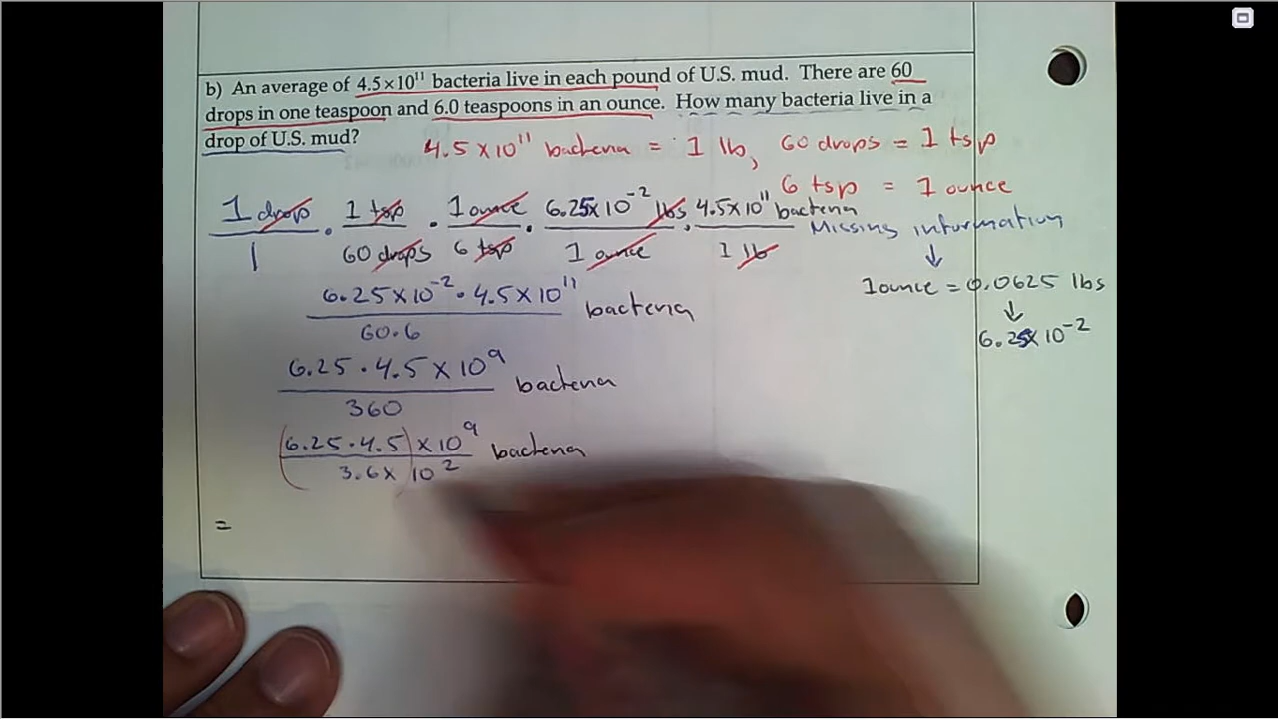 b) An average of 4.5×10¹¹ bacteria live in each pound of U.S. mud. There are 60
drops in one teaspoon and 6.0 teaspoons in an ounce. How many bacteria live in a
drop of U.S. mud?
4.5 x 10¹¹ bacteria = 1 lb, 60 drops = 1 tsp
6 tsp = 1 ounce
1 drop · 1 tsp · 1 ounce · 6.25x10⁻² lbs · 4.5x10¹¹ bacteria
1 60 drops 6 tsp 1 ounce 1 lb
Missing information
↓
1 ounce = 0.0625 lbs
↓
6.25x10⁻²
6.25x10⁻² · 4.5x10¹¹ bacteria
60·6
6.25 · 4.5 x 10⁹ bacteria
360
(6.25·4.5) x 10⁹ bacteria
3.6x 10²
=